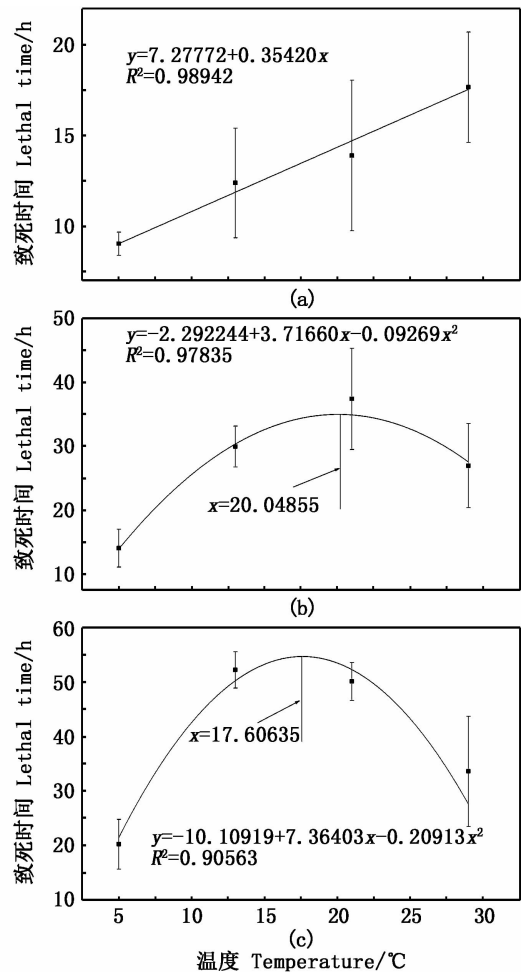 20
15
10
致死时间 Lethal time/h
y=7.27772+0.35420x
R²=0.98942
(a)
50
40
30
20
10
致死时间 Lethal time/h
y=-2.292244+3.71660x-0.09269x²
R²=0.97835
x=20.04855
(b)
60
50
40
30
20
10
致死时间 Lethal time/h
x=17.60635
y=-10.10919+7.36403x-0.20913x²
R²=0.90563
5 10 15 20 25 30
(c)
温度 Temperature/℃